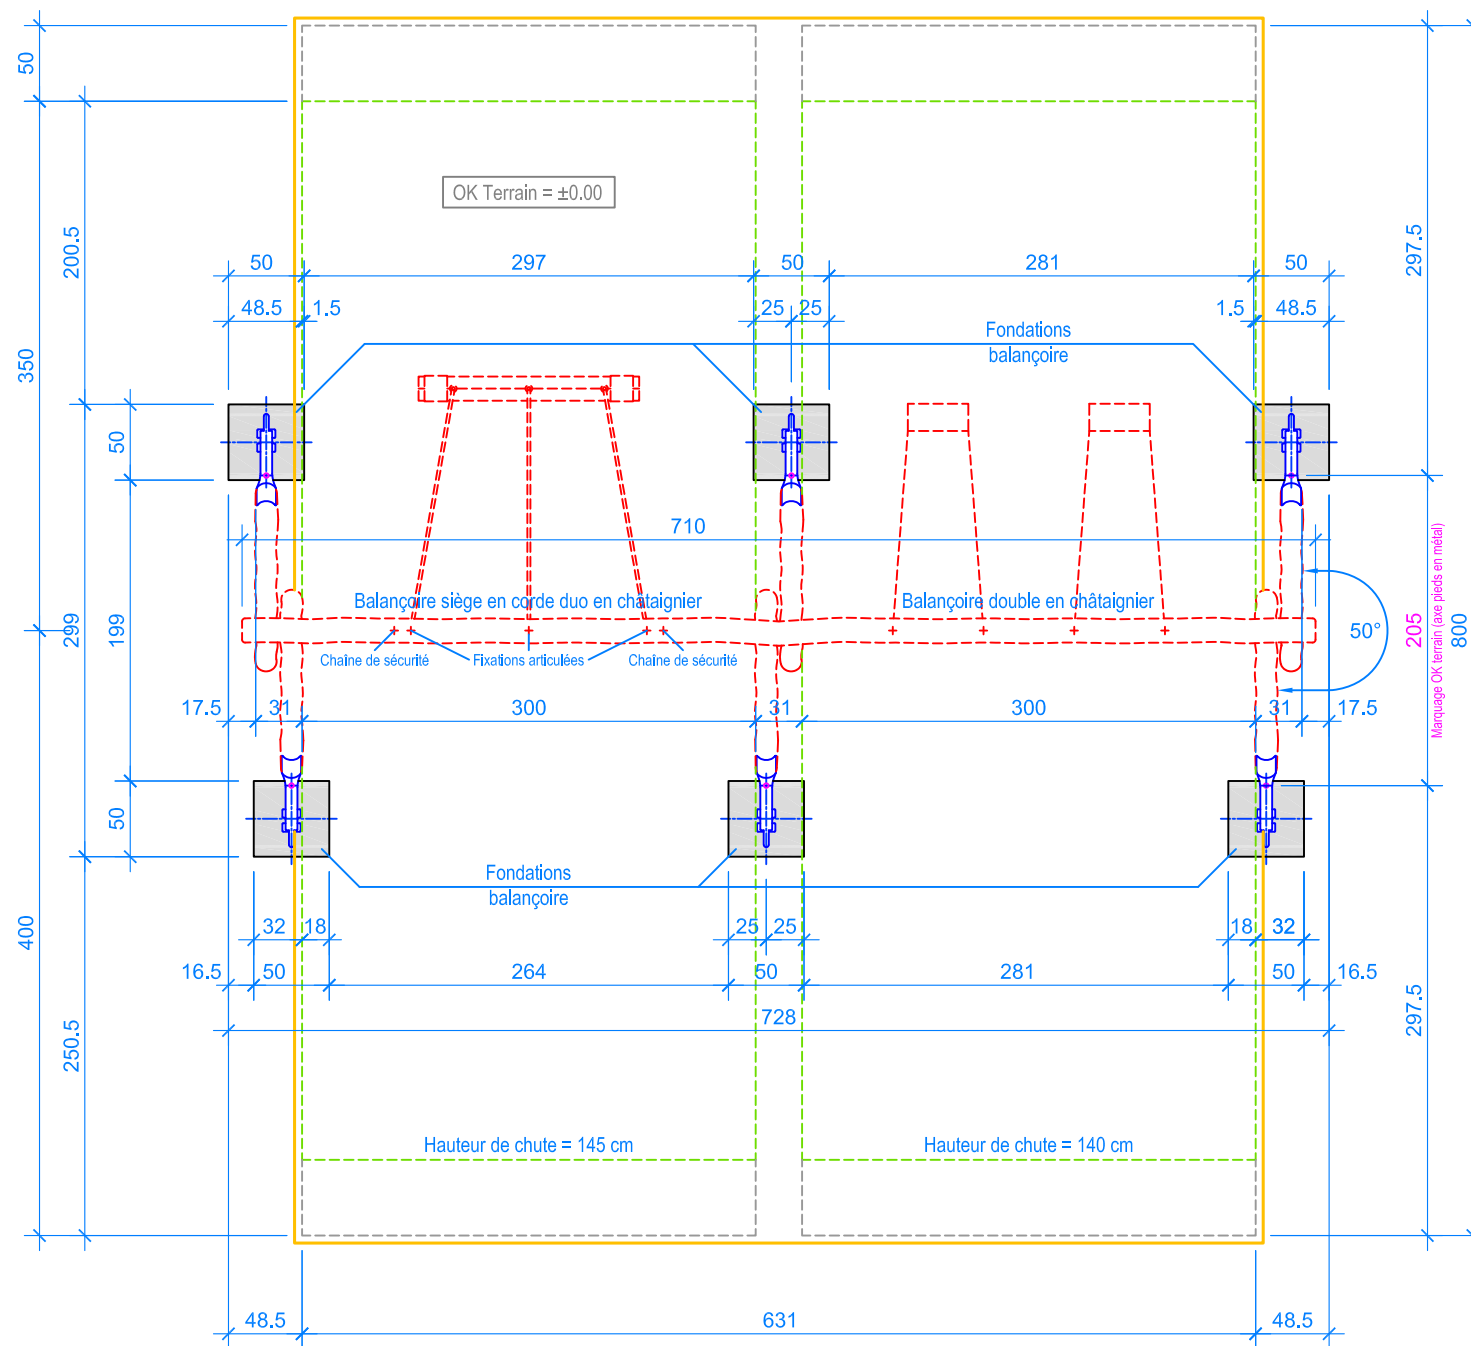 50
OK Terrain = ±0.00
200.5
297.5
50 297 50 281 50
48.5 1.5 25 25 1.5 48.5
Fondations
balançoire
350
50
710
Marquage OK terrain (axe pieds en métal)
Balançoire siège en corde duo en châtaignier
Balançoire double en châtaignier
299
199
50°
205
800
Chaîne de sécurité
Fixations articulées
Chaîne de sécurité
17.5 31 300 31 300 31 17.5
50
Fondations
balançoire
400
32 18 25 25 18 32
16.5 50 264 50 281 50 16.5
728
250.5
297.5
Hauteur de chute = 145 cm
Hauteur de chute = 140 cm
48.5 631 48.5